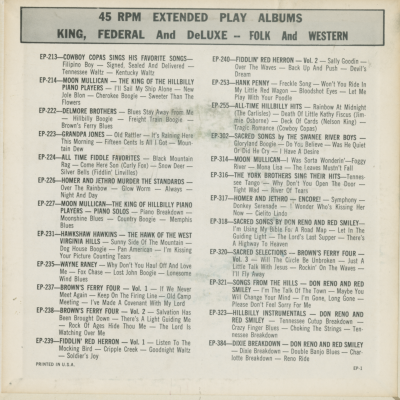 45 RPM EXTENDED PLAY ALBUMS
KING, FEDERAL And DeLUXE -- FOLK And WESTERN
EP-213—COWBOY COPAS SINGS HIS FAVORITE SONGS—
Filipino Boy — Signed, Sealed and Delivered —
Tennessee Waltz — Kentucky Waltz
EP-214—MOON MULLICAN — THE KING OF THE HILLBILLY
PIANO PLAYERS — I'll Sail My Ship Alone — New
Jole Blon — Cherokee Boogie — Sweeter Than The
Flowers
EP-222—DELMORE BROTHERS — Blues Stay Away From Me
— Hillbilly Boogie — Freight Train Boogie —
Brown's Ferry Blues
EP-223—GRANDPA JONES — Old Rattler — It's Raining Here
This Morning — Fifteen Cents Is All I Got — Moun-
tain Dew
EP-224—ALL TIME FIDDLE FAVORITES — Black Mountain
Rag — Come Here Son (Curly Fox) — Snow Deer —
Silver Bells (Fiddlin' Linvilles)
EP-226—HOMER AND JETHRO MURDER THE STANDARDS —
Over The Rainbow — Glow Worm — Always —
Night And Day
EP-227—MOON MULLICAN—THE KING OF HILLBILLY PIANO
PLAYERS — PIANO SOLOS — Piano Breakdown —
Moonshine Blues — Country Boogie — Memphis
Blues
EP-231—HAWKSHAW HAWKINS — THE HAWK OF THE WEST
VIRGINIA HILLS — Sunny Side Of The Mountain —
Dog House Boogie — Pan American — I'm Kissing
Your Picture Counting Tears
EP-235—WAYNE RANEY — Why Don't You Haul Off And Love
Me — Fox Chase — Lost John Boogie — Lonesome
Wind Blues
EP-237—BROWN'S FERRY FOUR — Vol. 1 — If We Never
Meet Again — Keep On The Firing Line — Old Camp
Meeting — I've Made A Covenant With My Lord
EP-238—BROWN'S FERRY FOUR — Vol. 2 — Salvation Has
Been Brought Down — There's A Light Guiding Me
— Rock Of Ages Hide Thou Me — The Lord Is
Watching Over Me
EP-239—FIDDLIN' RED HERRON — Vol. 1 — Listen To The
Mocking Bird — Cripple Creek — Goodnight Waltz
— Soldier's Joy
PRINTED IN U.S.A.
EP-240—FIDDLIN' RED HERRON — Vol. 2 — Sally Goodin —
Over The Waves — Back Up And Push — Devil's
Dream
EP-253—HANK PENNY — Freckle Song — Won't You Ride In
My Little Red Wagon — Bloodshot Eyes — Let Me
Play With Your Poodle
EP-255—ALL-TIME HILLBILLY HITS — Rainbow At Midnight
(The Carlisles) — Death Of Little Kathy Fiscus (Jim-
mie Osborne) — Deck Of Cards (Nelson King) —
Tragic Romance (Cowboy Copas)
EP-302—SACRED SONGS BY THE SWANEE RIVER BOYS —
Gloryland Boogie — Do You Believe — Was He Quiet
Or Did He Cry — I Have A Desire
EP-314—MOON MULLICAN—I Was Sorta Wonderin'—Foggy
River — Mona Lisa — The Leaves Mustn't Fall
EP-316—THE YORK BROTHERS SING THEIR HITS—Tennes-
see Tango — Why Don't You Open The Door —
Tight Wad — River Of Tears
EP-317—HOMER AND JETHRO — ENCORE! — Symphony —
Donkey Serenade — I Wonder Who's Kissing Her
Now — Cielito Lindo
EP-318—SACRED SONGS BY DON RENO AND RED SMILEY—
I'm Using My Bible For A Road Map — Let In The
Guiding Light — The Lord's Last Supper — There's
A Highway To Heaven
EP-320—SACRED SELECTIONS — BROWN'S FERRY FOUR —
Vol. 3 — Will The Circle Be Unbroken — Just A
Little Talk With Jesus — Rockin' On The Waves —
I'll Fly Away
EP-321—SONGS FROM THE HILLS — DON RENO AND RED
SMILEY — I'm The Talk Of The Town — Maybe You
Will Change Your Mind — I'm Gone, Long Gone —
Please Don't Feel Sorry For Me
EP-323—HILLBILLY INSTRUMENTALS — DON RENO AND
RED SMILEY — Tennessee Cutup Breakdown —
Crazy Finger Blues — Choking The Strings — Ten-
nessee Breakdown
EP-384—DIXIE BREAKDOWN — DON RENO AND RED SMILEY
— Dixie Breakdown — Double Banjo Blues — Char-
lotte Breakdown — Reno Ride
EP-1